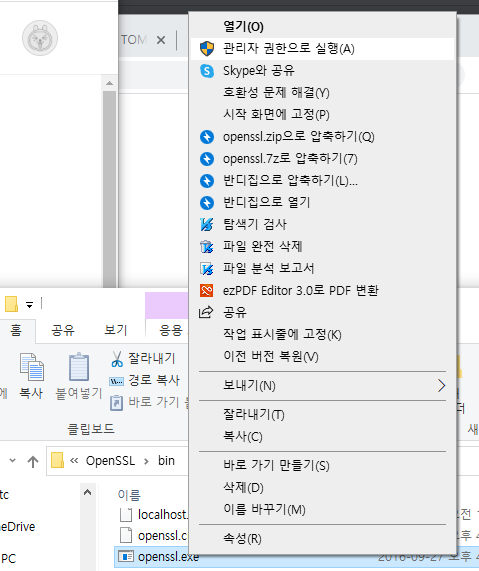 TOM
열기(O)
관리자 권한으로 실행(A)
Skype와 공유
호환성 문제 해결(Y)
시작 화면에 고정(P)
openssl.zip으로 압축하기(Q)
openssl.7z로 압축하기(7)
반디집으로 압축하기(L)...
반디집으로 열기
탐색기 검사
파일 완전 삭제
파일 분석 보고서
ezPDF Editor 3.0로 PDF 변환
공유
작업 표시줄에 고정(K)
이전 버전 복원(V)
보내기(N)
잘라내기(T)
복사(C)
바로 가기 만들기(S)
삭제(D)
이름 바꾸기(M)
속성(R)
홈 공유 보기 응용
에 복사 붙여넣기
잘라내기
경로 복사
바로 가기
클립보드
새
OpenSSL > bin
이름
localhost.
openssl.c
openssl.exe 2016-09-27 오후 4
tc
neDrive
PC